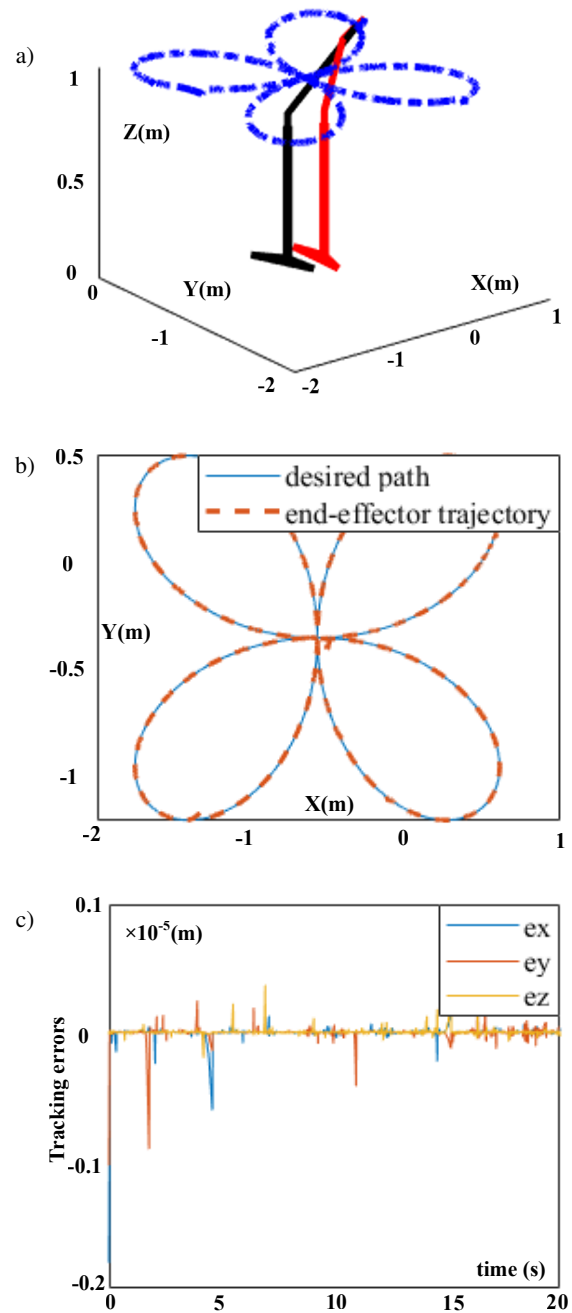 a)
1
Z(m)
0.5
0
0
Y(m)
-1
-2
X(m)
1
0
-1
-2
b)
0.5
desired path
end-effector trajectory
0
Y(m)
-0.5
-1
X(m)
-2
-1
0
1
c)
0.1
×10⁻⁵(m)
ex
ey
ez
0
Tracking errors
-0.1
-0.2
time (s)
0
5
10
15
20